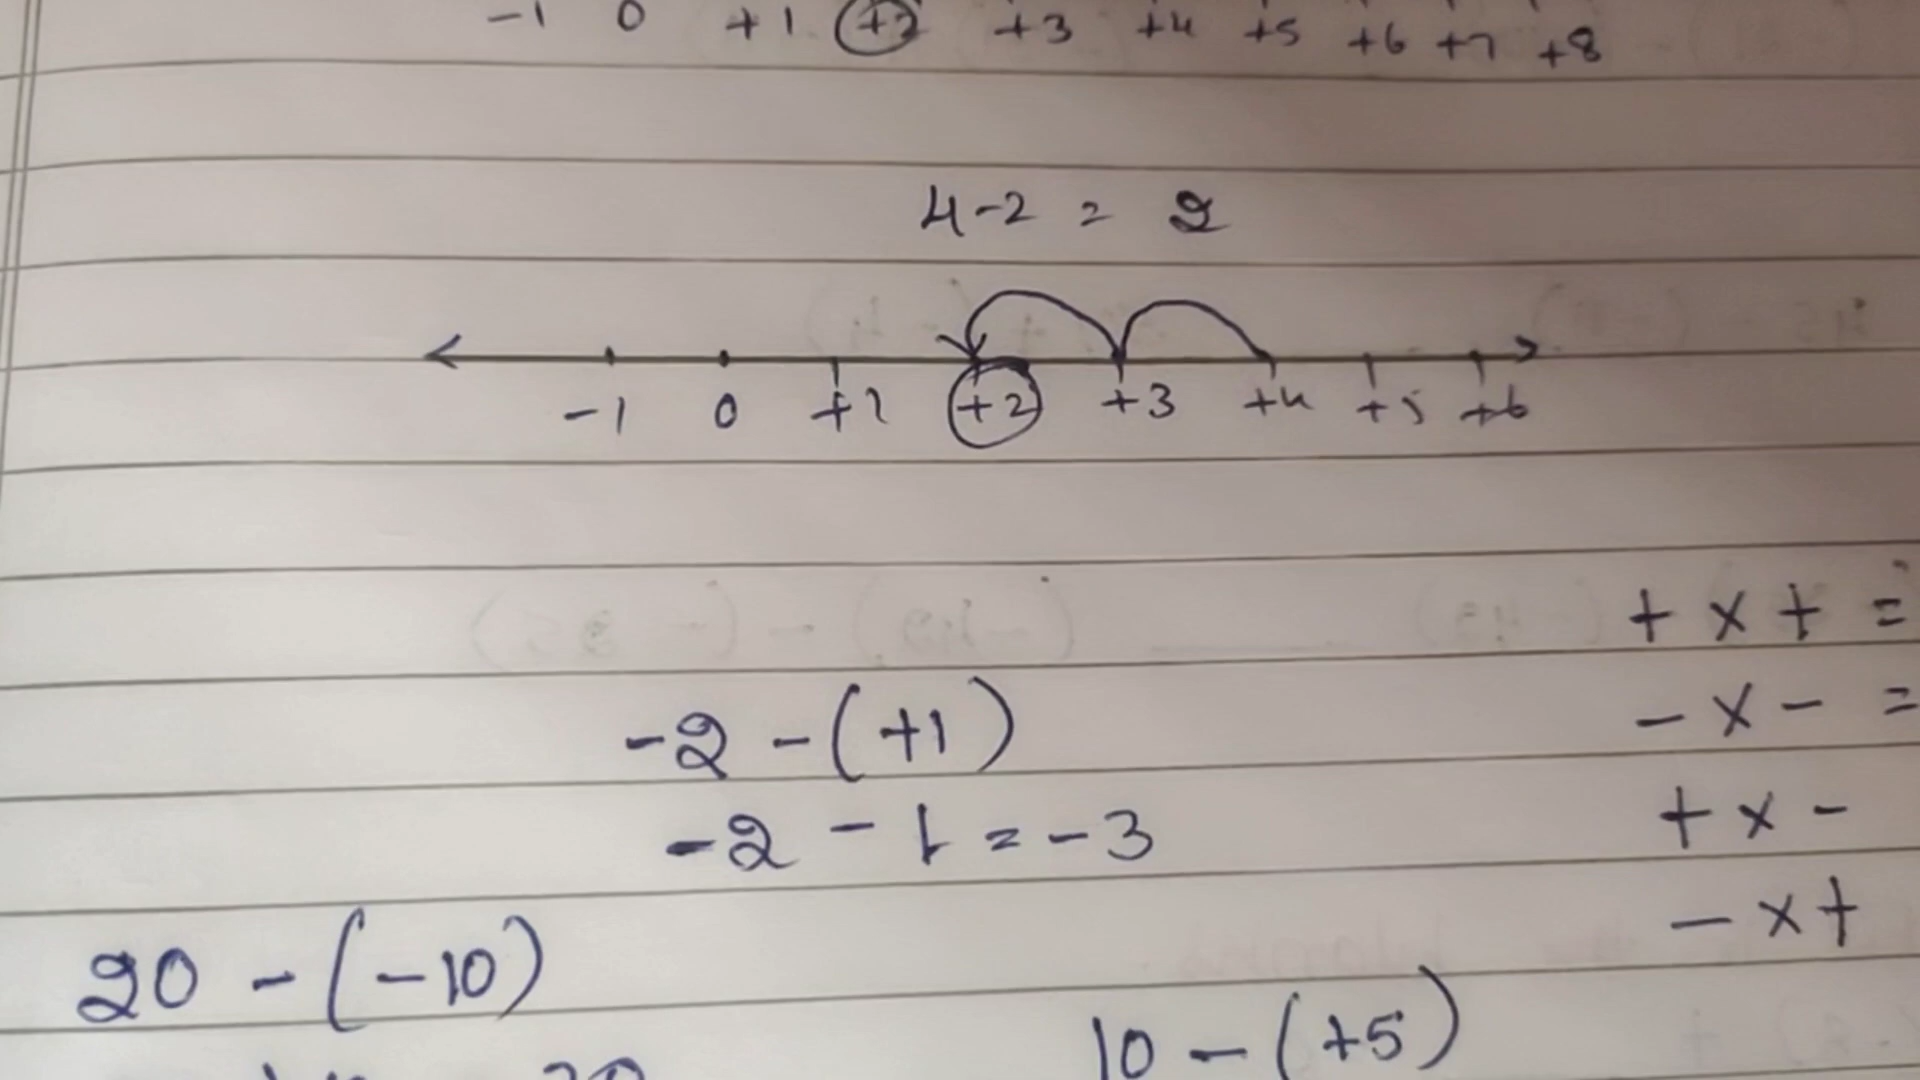 -1 0 +1 +2 +3 +4 +5 +6 +7 +8
4-2 = 2
-1 0 +1 +2 +3 +4 +5 +6
+ x + =
- x - =
-2 - (+1)
-2 - 1 = -3
+ x -
- x +
20 - (-10)
10 - (+5)